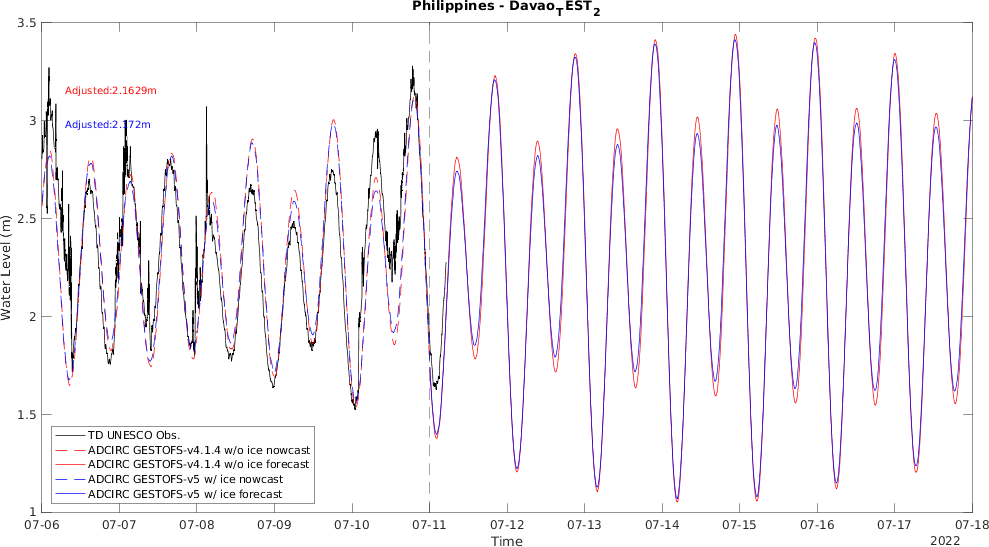 Philippines - Davao_TEST_2
3.5
3
2.5
2
1.5
1
Water Level (m)
Adjusted:2.1629m
Adjusted:2.172m
TD UNESCO Obs.
ADCIRC GESTOFS-v4.1.4 w/o ice nowcast
ADCIRC GESTOFS-v4.1.4 w/o ice forecast
ADCIRC GESTOFS-v5 w/ ice nowcast
ADCIRC GESTOFS-v5 w/ ice forecast
07-06 07-07 07-08 07-09 07-10 07-11 07-12 07-13 07-14 07-15 07-16 07-17 07-18
Time
2022